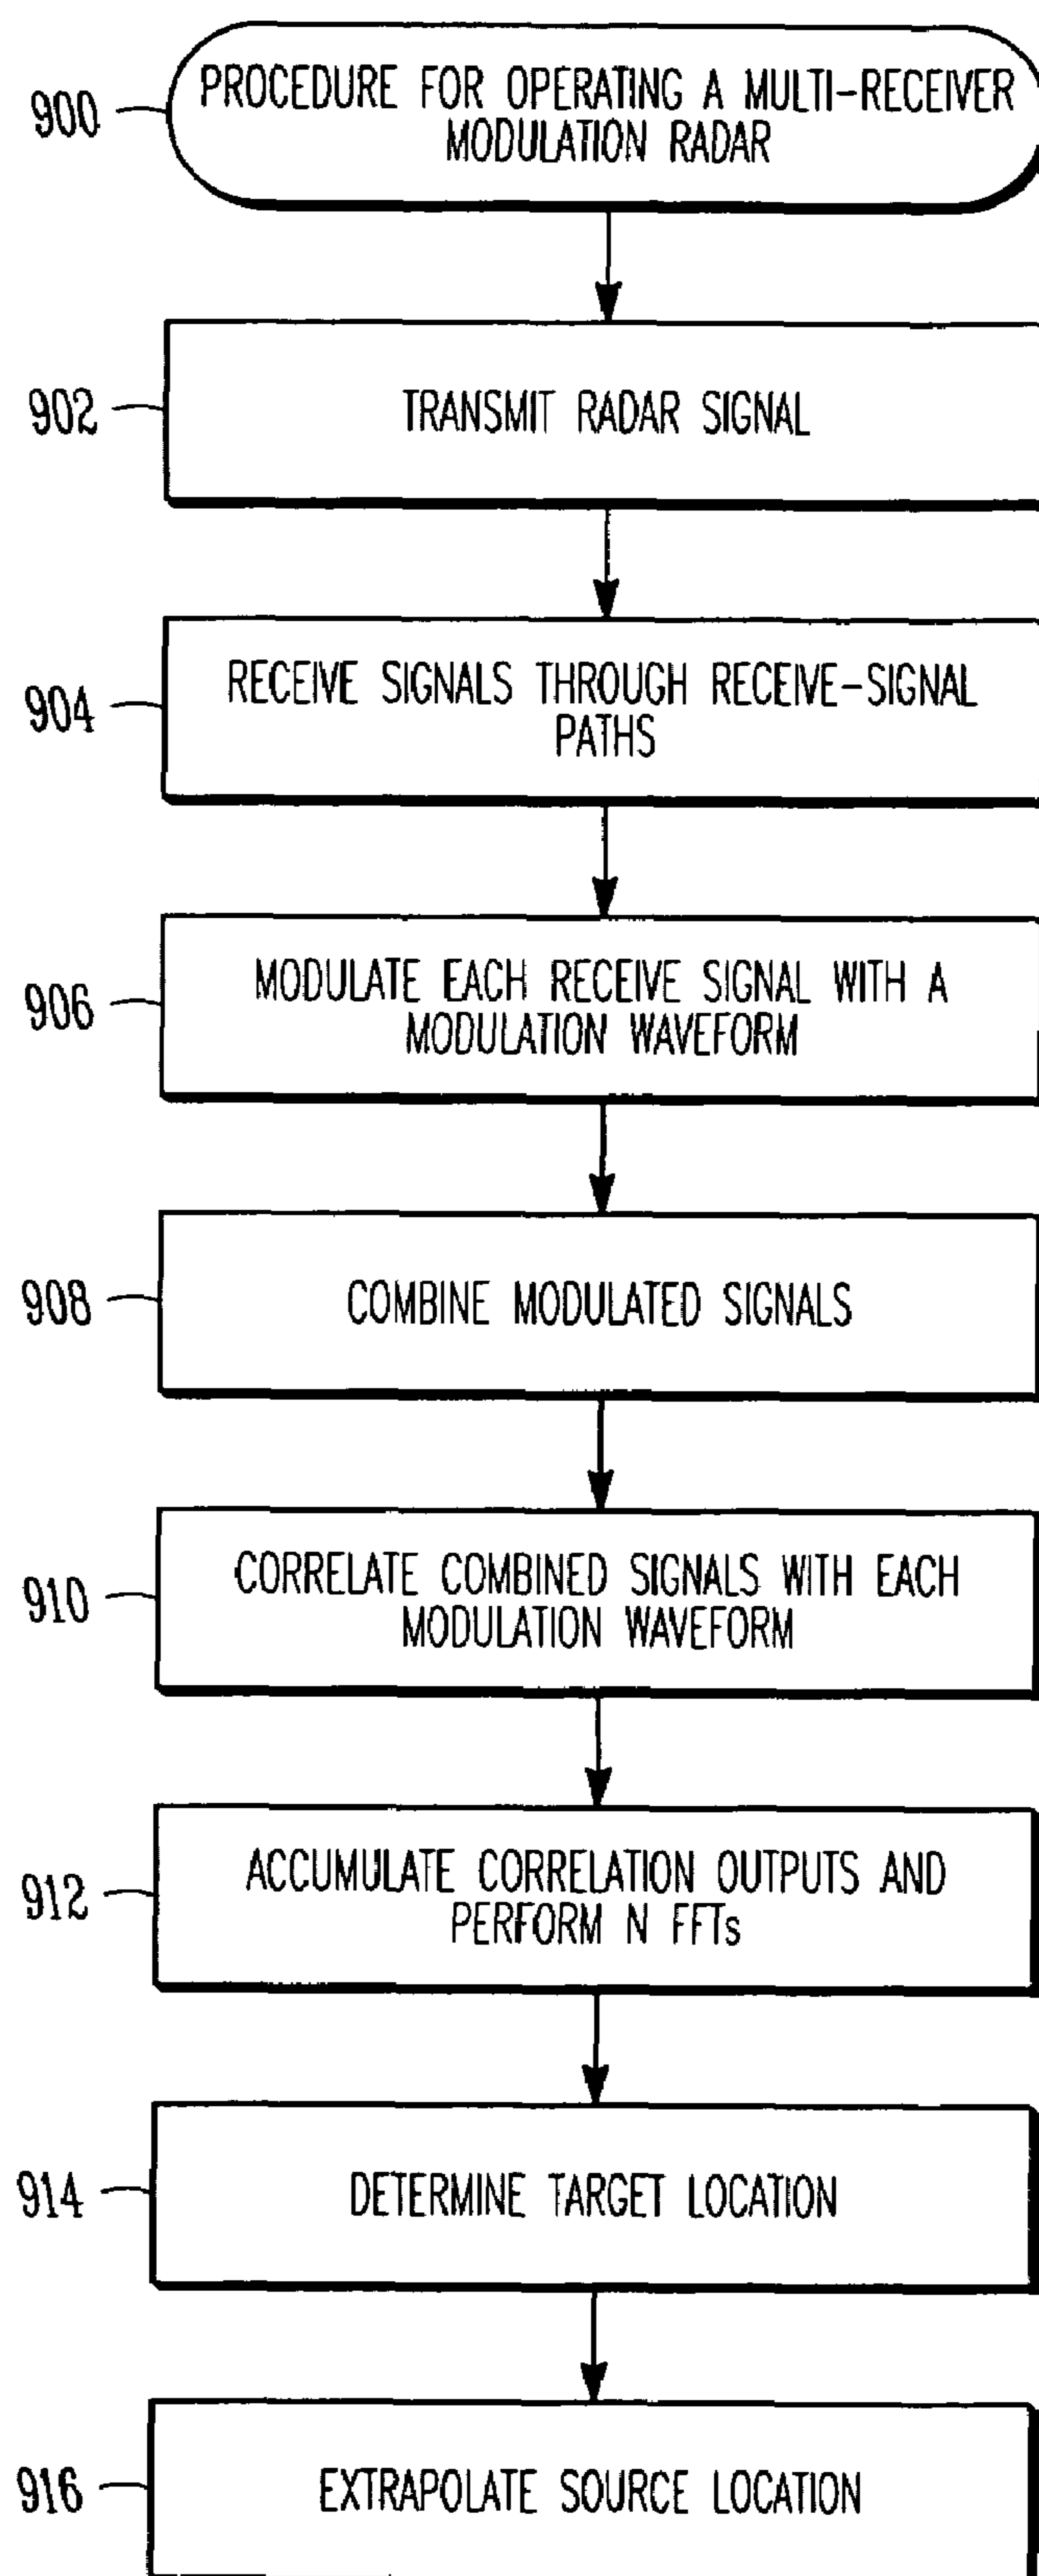 900
PROCEDURE FOR OPERATING A MULTI-RECEIVER
MODULATION RADAR
902
TRANSMIT RADAR SIGNAL
904
RECEIVE SIGNALS THROUGH RECEIVE-SIGNAL
PATHS
906
MODULATE EACH RECEIVE SIGNAL WITH A
MODULATION WAVEFORM
908
COMBINE MODULATED SIGNALS
910
CORRELATE COMBINED SIGNALS WITH EACH
MODULATION WAVEFORM
912
ACCUMULATE CORRELATION OUTPUTS AND
PERFORM N FFTs
914
DETERMINE TARGET LOCATION
916
EXTRAPOLATE SOURCE LOCATION